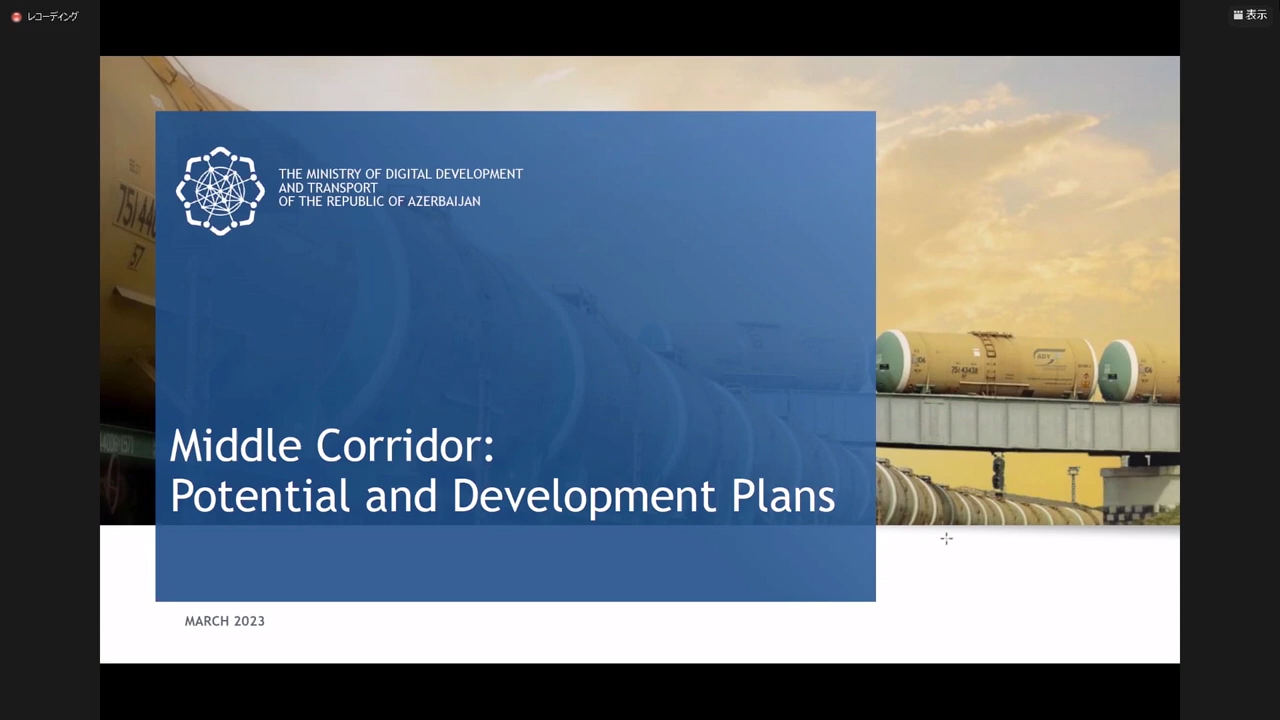 レコーディング
表示
THE MINISTRY OF DIGITAL DEVELOPMENT
AND TRANSPORT
OF THE REPUBLIC OF AZERBAIJAN
Middle Corridor:
Potential and Development Plans
MARCH 2023
ADY